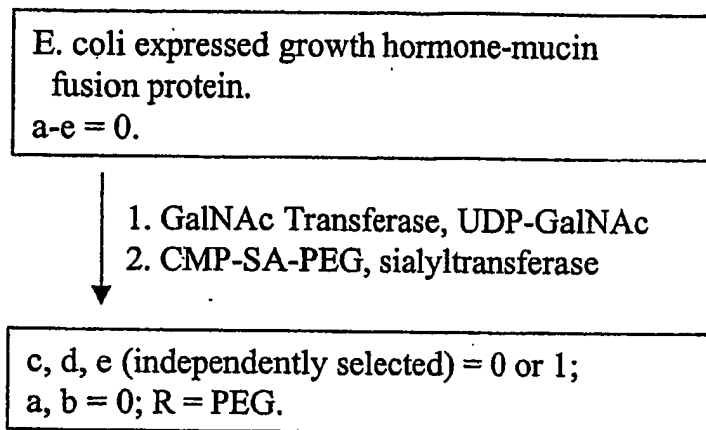 E. coli expressed growth hormone-mucin
fusion protein.
a-e = 0.
1. GalNAc Transferase, UDP-GalNAc
2. CMP-SA-PEG, sialyltransferase
c, d, e (independently selected) = 0 or 1;
a, b = 0; R = PEG.